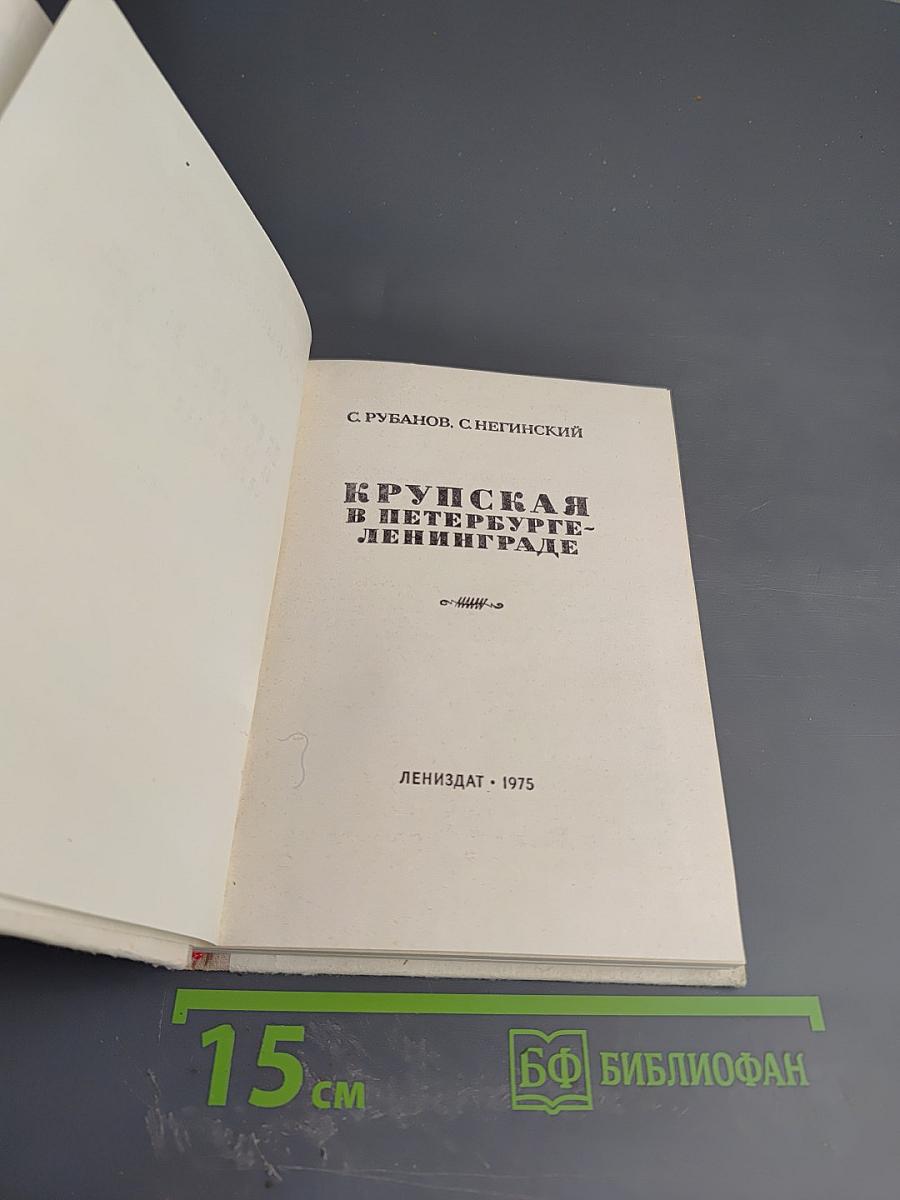 С. РУБАНОВ, С. НЕГИНСКИЙ
КРУПСКАЯ
В ПЕТЕРБУРГЕ-
ЛЕНИНГРАДЕ
ЛЕНИЗДАТ • 1975
15 см
БФ БИБЛИОФАН